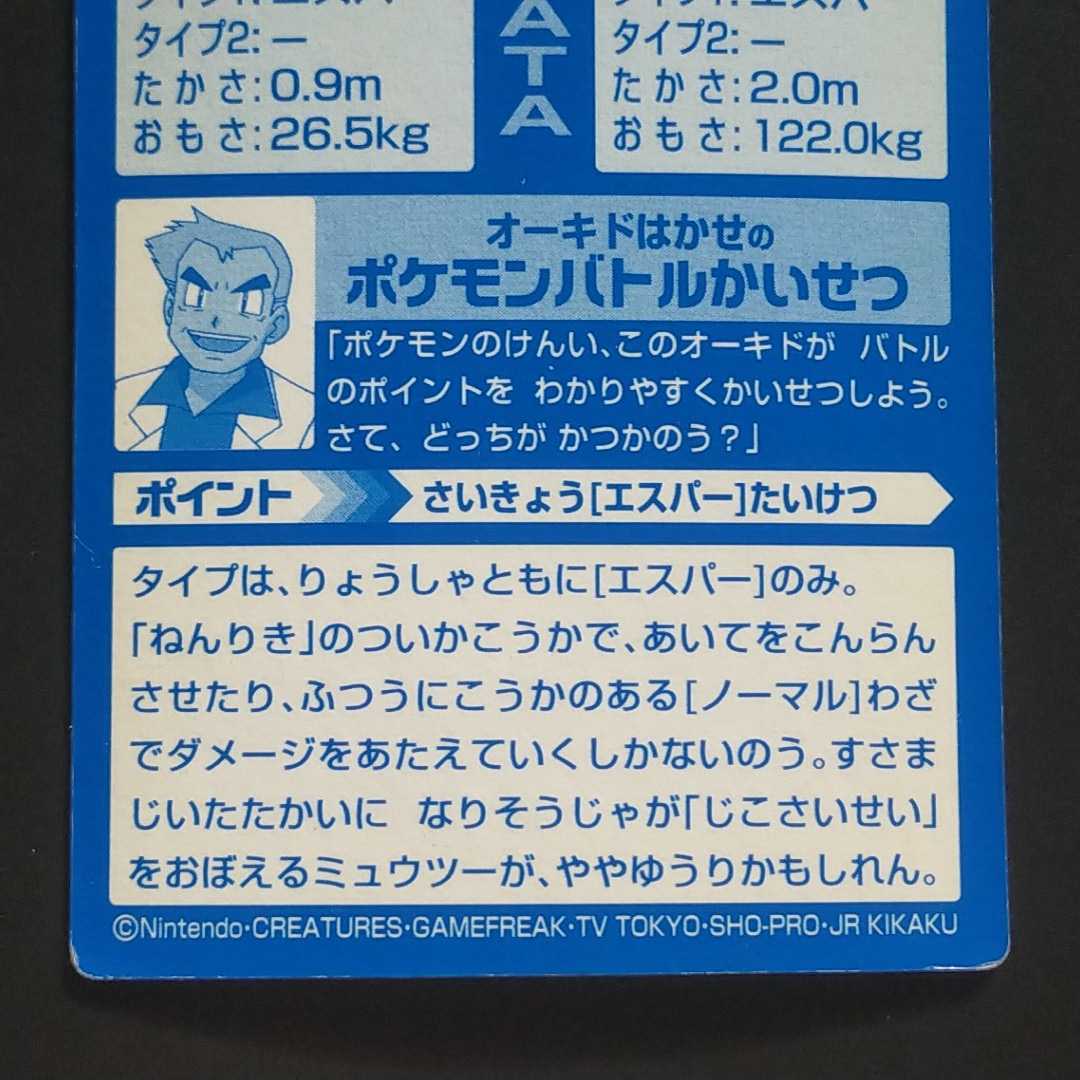 タイプ2:ー
たかさ:0.9m
おもさ:26.5kg
ATA
タイプ2:ー
たかさ:2.0m
おもさ:122.0kg
オーキドはかせの
ポケモンバトルかいせつ
「ポケモンのけんい、このオーキドが バトル
のポイントを わかりやすくかいせつしよう。
さて、どっちが かつかのう?」
ポイント さいきょう[エスパー]たいけつ
タイプは、りょうしゃともに[エスパー]のみ。
「ねんりき」のついかこうかで、あいてをこんらん
させたり、ふつうにこうかのある[ノーマル]わざ
でダメージをあたえていくしかないのう。すさま
じいたたかいに なりそうじゃが「じこさいせい」
をおぼえるミュウツーが、ややゆうりかもしれん。
©Nintendo・CREATURES・GAMEFREAK・TV TOKYO・SHO-PRO・JR KIKAKU